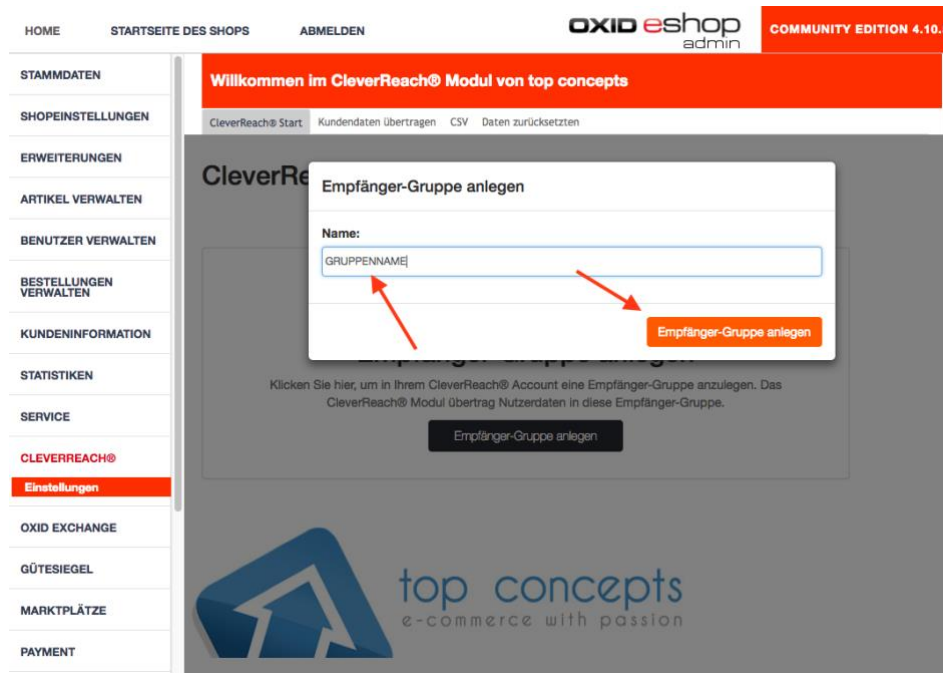 HOME STARTSEITE DES SHOPS ABMELDEN
OXID eshop
admin
COMMUNITY EDITION 4.10.
STAMMDATEN
SHOPEINSTELLUNGEN
ERWEITERUNGEN
ARTIKEL VERWALTEN
BENUTZER VERWALTEN
BESTELLUNGEN
VERWALTEN
KUNDENINFORMATION
STATISTIKEN
SERVICE
CLEVERREACH®
Einstellungen
OXID EXCHANGE
GÜTESIEGEL
MARKTPLÄTZE
PAYMENT
Willkommen im CleverReach® Modul von top concepts
CleverReach® Start Kundendaten übertragen CSV Daten zurücksetzten
CleverRe
Empfänger-Gruppe anlegen
Name:
GRUPPENNAME
Empfänger-Gruppe anlegen
Empfänger-Gruppe anlegen
Klicken Sie hier, um in Ihrem CleverReach® Account eine Empfänger-Gruppe anzulegen. Das
CleverReach® Modul übertrag Nutzerdaten in diese Empfänger-Gruppe.
Empfänger-Gruppe anlegen
top concepts
e-commerce with passion